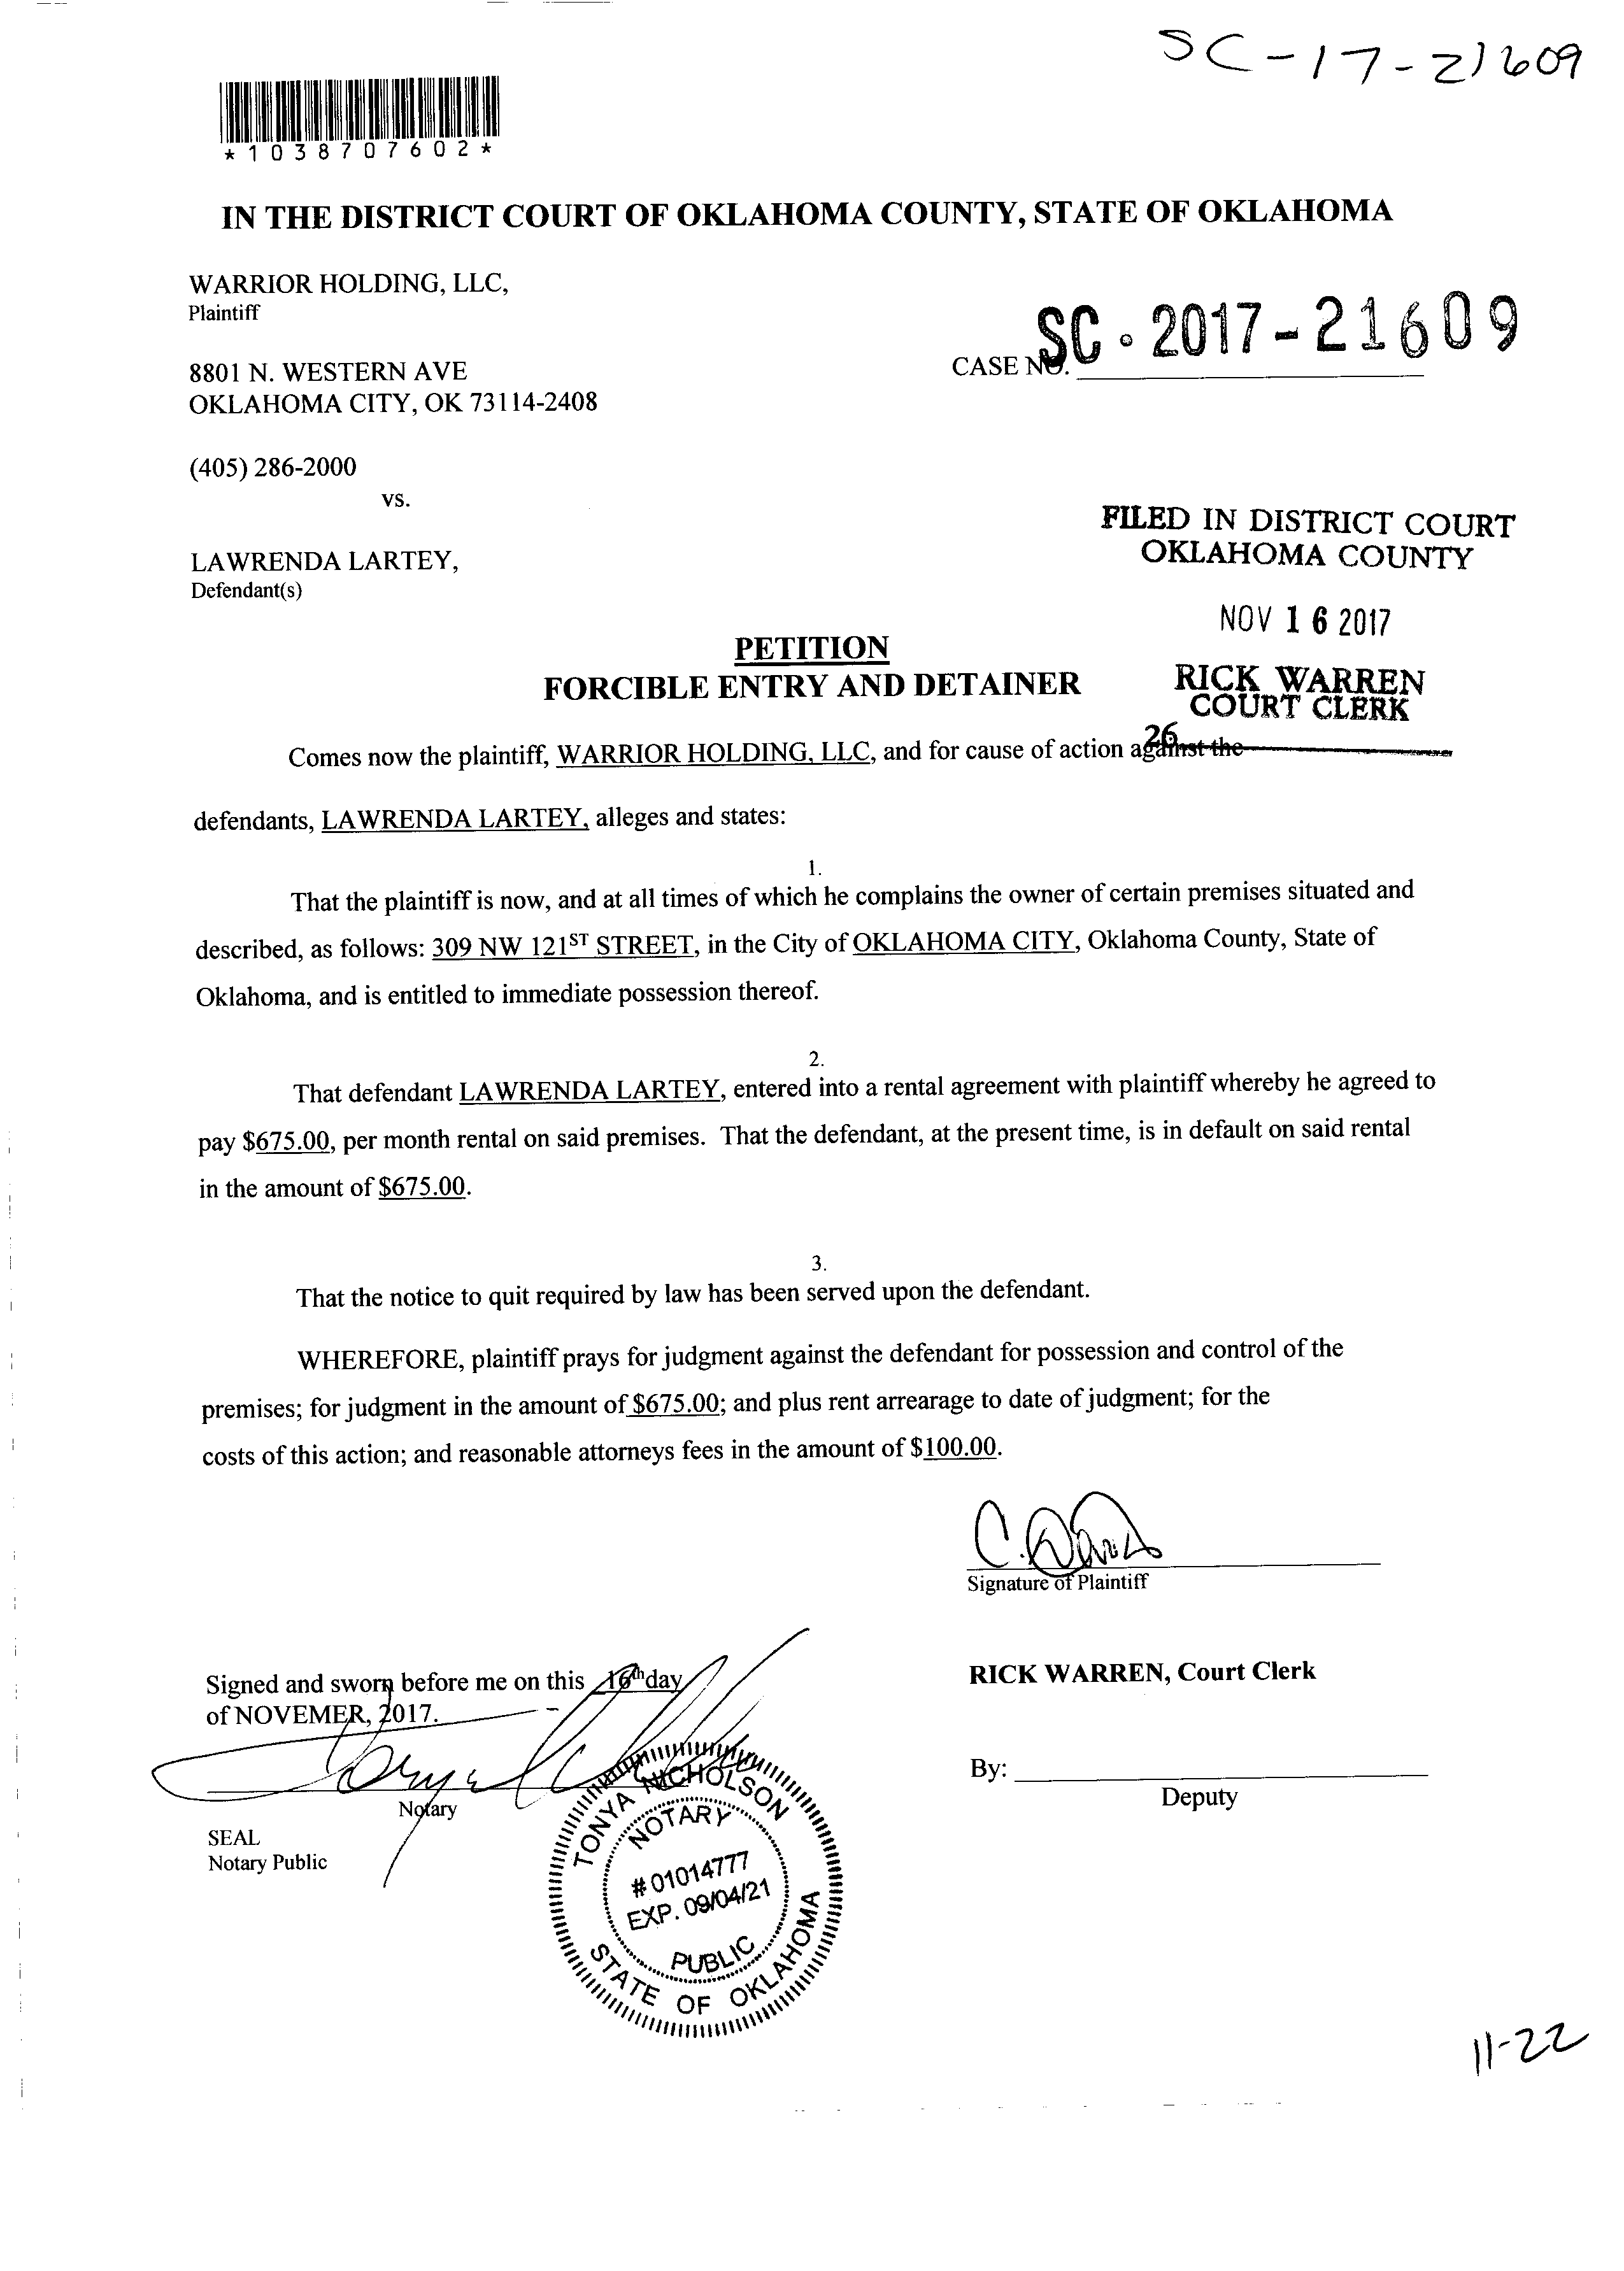 SC-17-21609
*1038707602*
IN THE DISTRICT COURT OF OKLAHOMA COUNTY, STATE OF OKLAHOMA
WARRIOR HOLDING, LLC,
Plaintiff
8801 N. WESTERN AVE
OKLAHOMA CITY, OK 73114-2408
CASE NO. SC-2017-21609
(405) 286-2000
vs.
LAWRENDA LARTEY,
Defendant(s)
FILED IN DISTRICT COURT
OKLAHOMA COUNTY
NOV 16 2017
RICK WARREN
COURT CLERK
26
PETITION
FORCIBLE ENTRY AND DETAINER
Comes now the plaintiff, WARRIOR HOLDING, LLC, and for cause of action against the
defendants, LAWRENDA LARTEY, alleges and states:
1.
That the plaintiff is now, and at all times of which he complains the owner of certain premises situated and
described, as follows: 309 NW 121ST STREET, in the City of OKLAHOMA CITY, Oklahoma County, State of
Oklahoma, and is entitled to immediate possession thereof.
2.
That defendant LAWRENDA LARTEY, entered into a rental agreement with plaintiff whereby he agreed to
pay $675.00, per month rental on said premises. That the defendant, at the present time, is in default on said rental
in the amount of $675.00.
3.
That the notice to quit required by law has been served upon the defendant.
WHEREFORE, plaintiff prays for judgment against the defendant for possession and control of the
premises; for judgment in the amount of $675.00; and plus rent arrearage to date of judgment; for the
costs of this action; and reasonable attorneys fees in the amount of $100.00.
Signature of Plaintiff
Signed and sworn before me on this 16th day
of NOVEMER, 2017.
Notary
SEAL
Notary Public
TONYA NICHOLSON
NOTARY
#01014777
EXP. 09/04/21
PUBLIC
STATE OF OKLAHOMA
RICK WARREN, Court Clerk
By:
Deputy
11-22